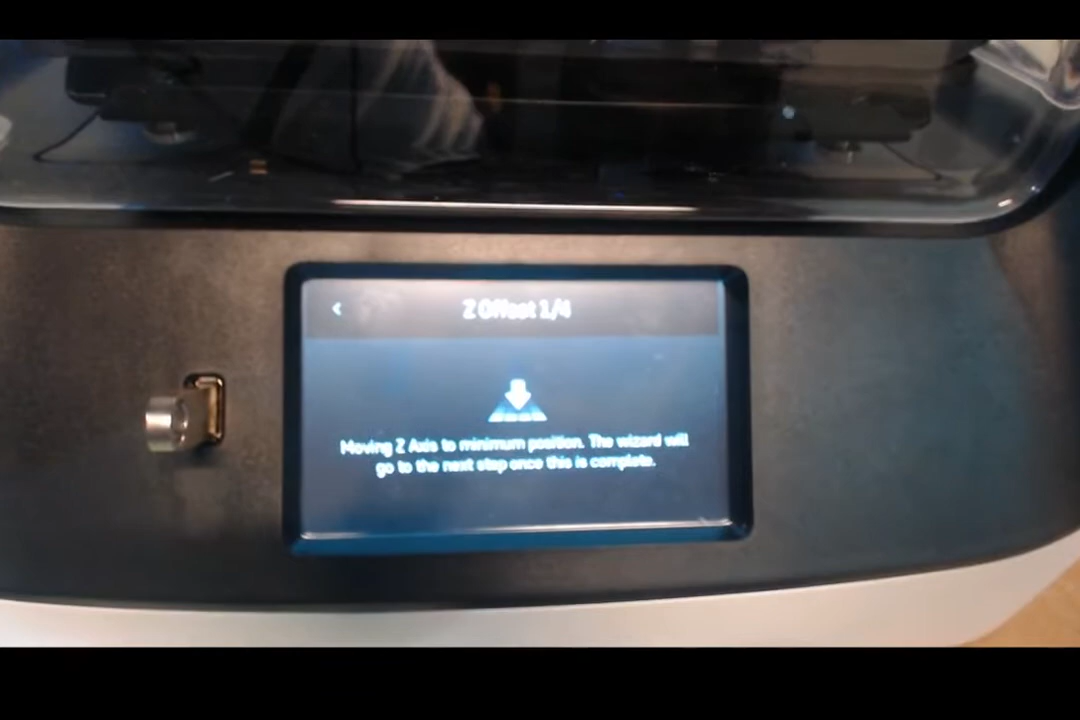 Z Offset 1/4
Moving Z Axis to minimum position. The wizard will
go to the next step once this is complete.